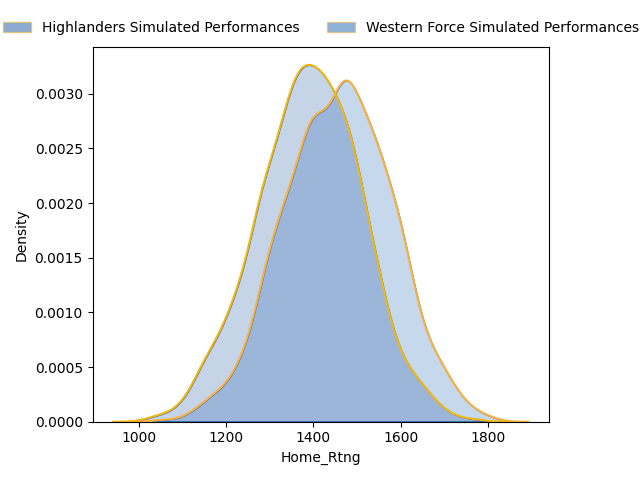 Highlanders Simulated Performances Western Force Simulated Performances
0.0030
0.0025
0.0020
0.0015
0.0010
0.0005
0.0000
Density
1000 1200 1400 1600 1800
Home_Rtng